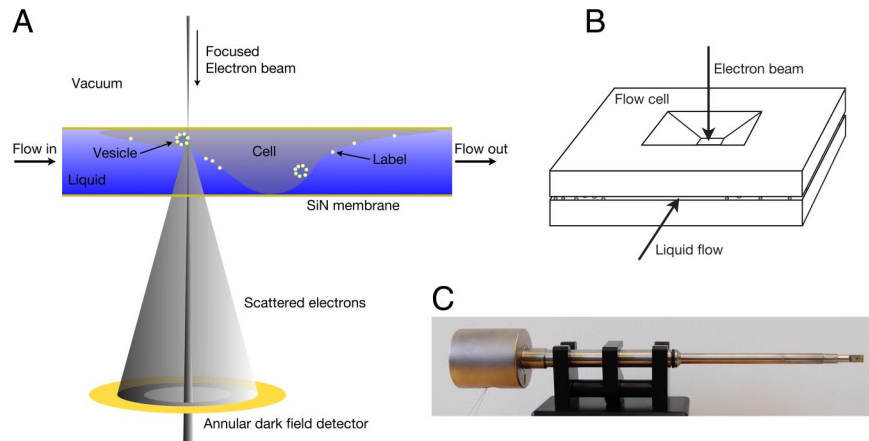 A
Focused
Electron beam
Vacuum
Flow in
Vesicle
Cell
Label
Flow out
Liquid
SiN membrane
Scattered electrons
Annular dark field detector
B
Electron beam
Flow cell
Liquid flow
C